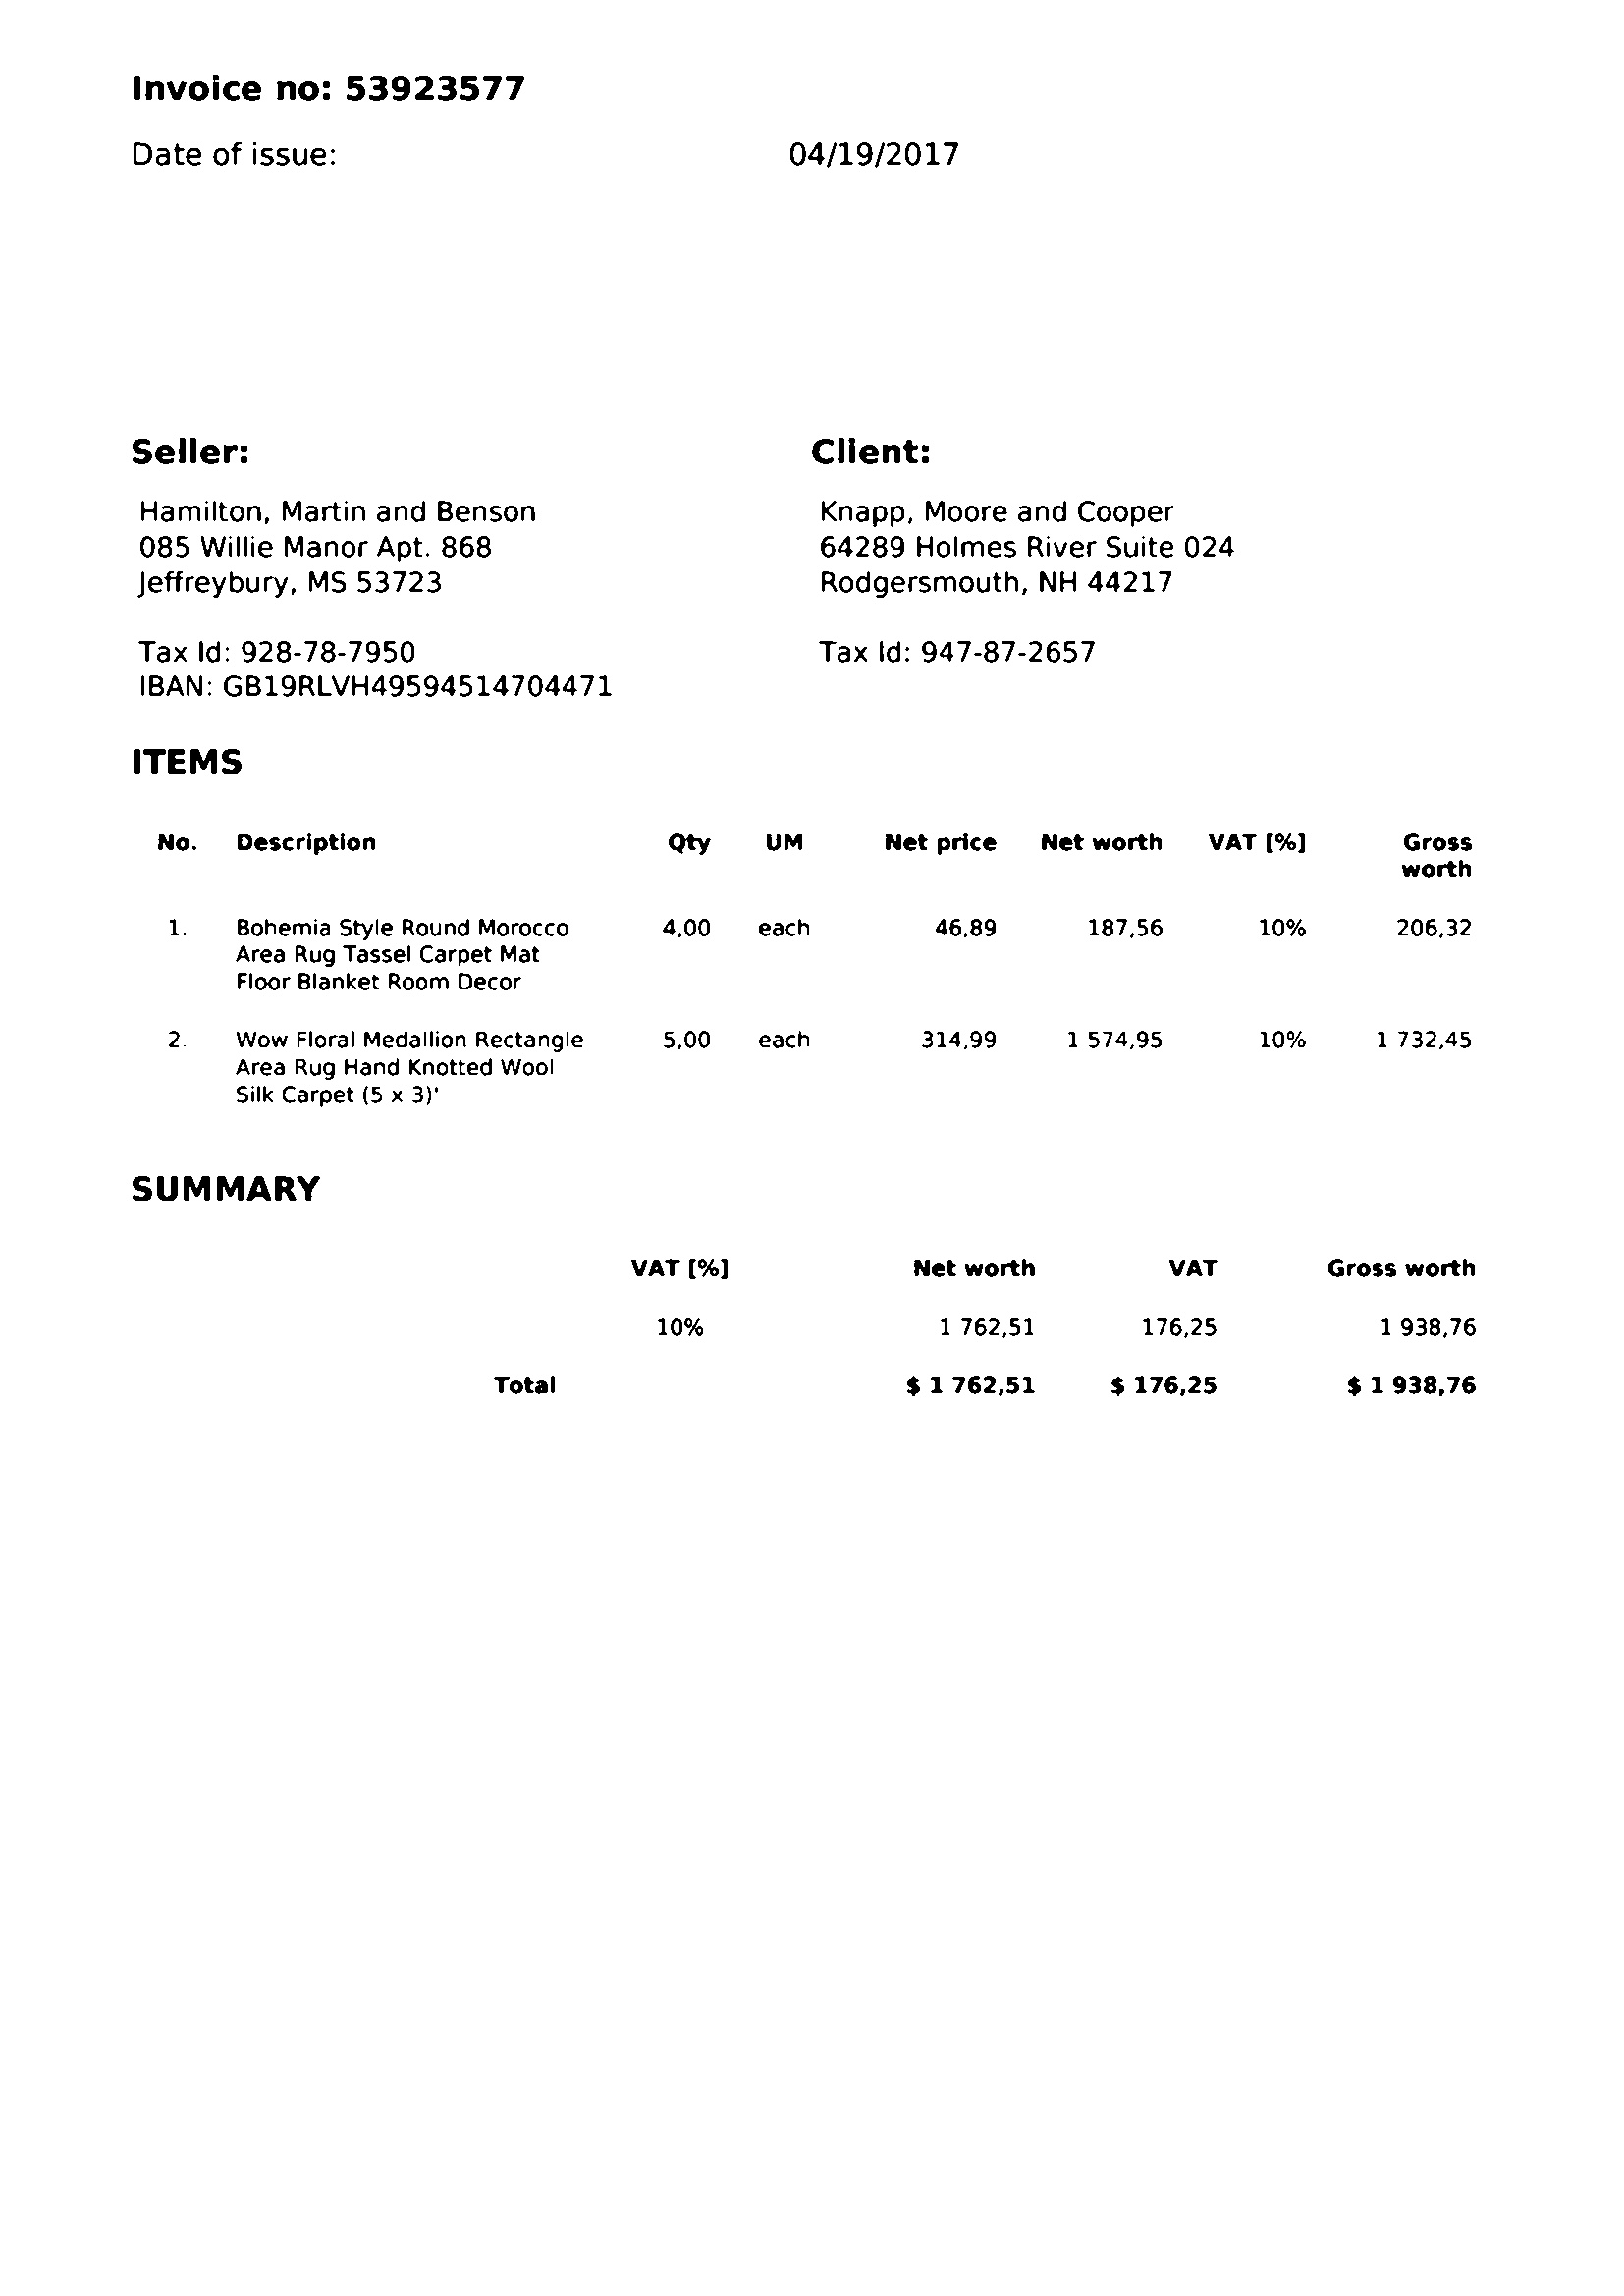 Invoice no: 53923577
Date of issue: 04/19/2017
Seller: Client:
Hamilton, Martin and Benson Knapp, Moore and Cooper
085 Willie Manor Apt. 868 64289 Holmes River Suite 024
Jeffreybury, MS 53723 Rodgersmouth, NH 44217
Tax Id: 928-78-7950 Tax Id: 947-87-2657
IBAN: GB19RLVH49594514704471
ITEMS
No. Description Qty UM Net price Net worth VAT [%] Gross
worth
1. Bohemia Style Round Morocco 4,00 each 46,89 187,56 10% 206,32
Area Rug Tassel Carpet Mat
Floor Blanket Room Decor
2. Wow Floral Medallion Rectangle 5,00 each 314,99 1 574,95 10% 1 732,45
Area Rug Hand Knotted Wool
Silk Carpet (5 x 3)'
SUMMARY
VAT [%] Net worth VAT Gross worth
10% 1 762,51 176,25 1 938,76
Total $ 1 762,51 $ 176,25 $ 1 938,76